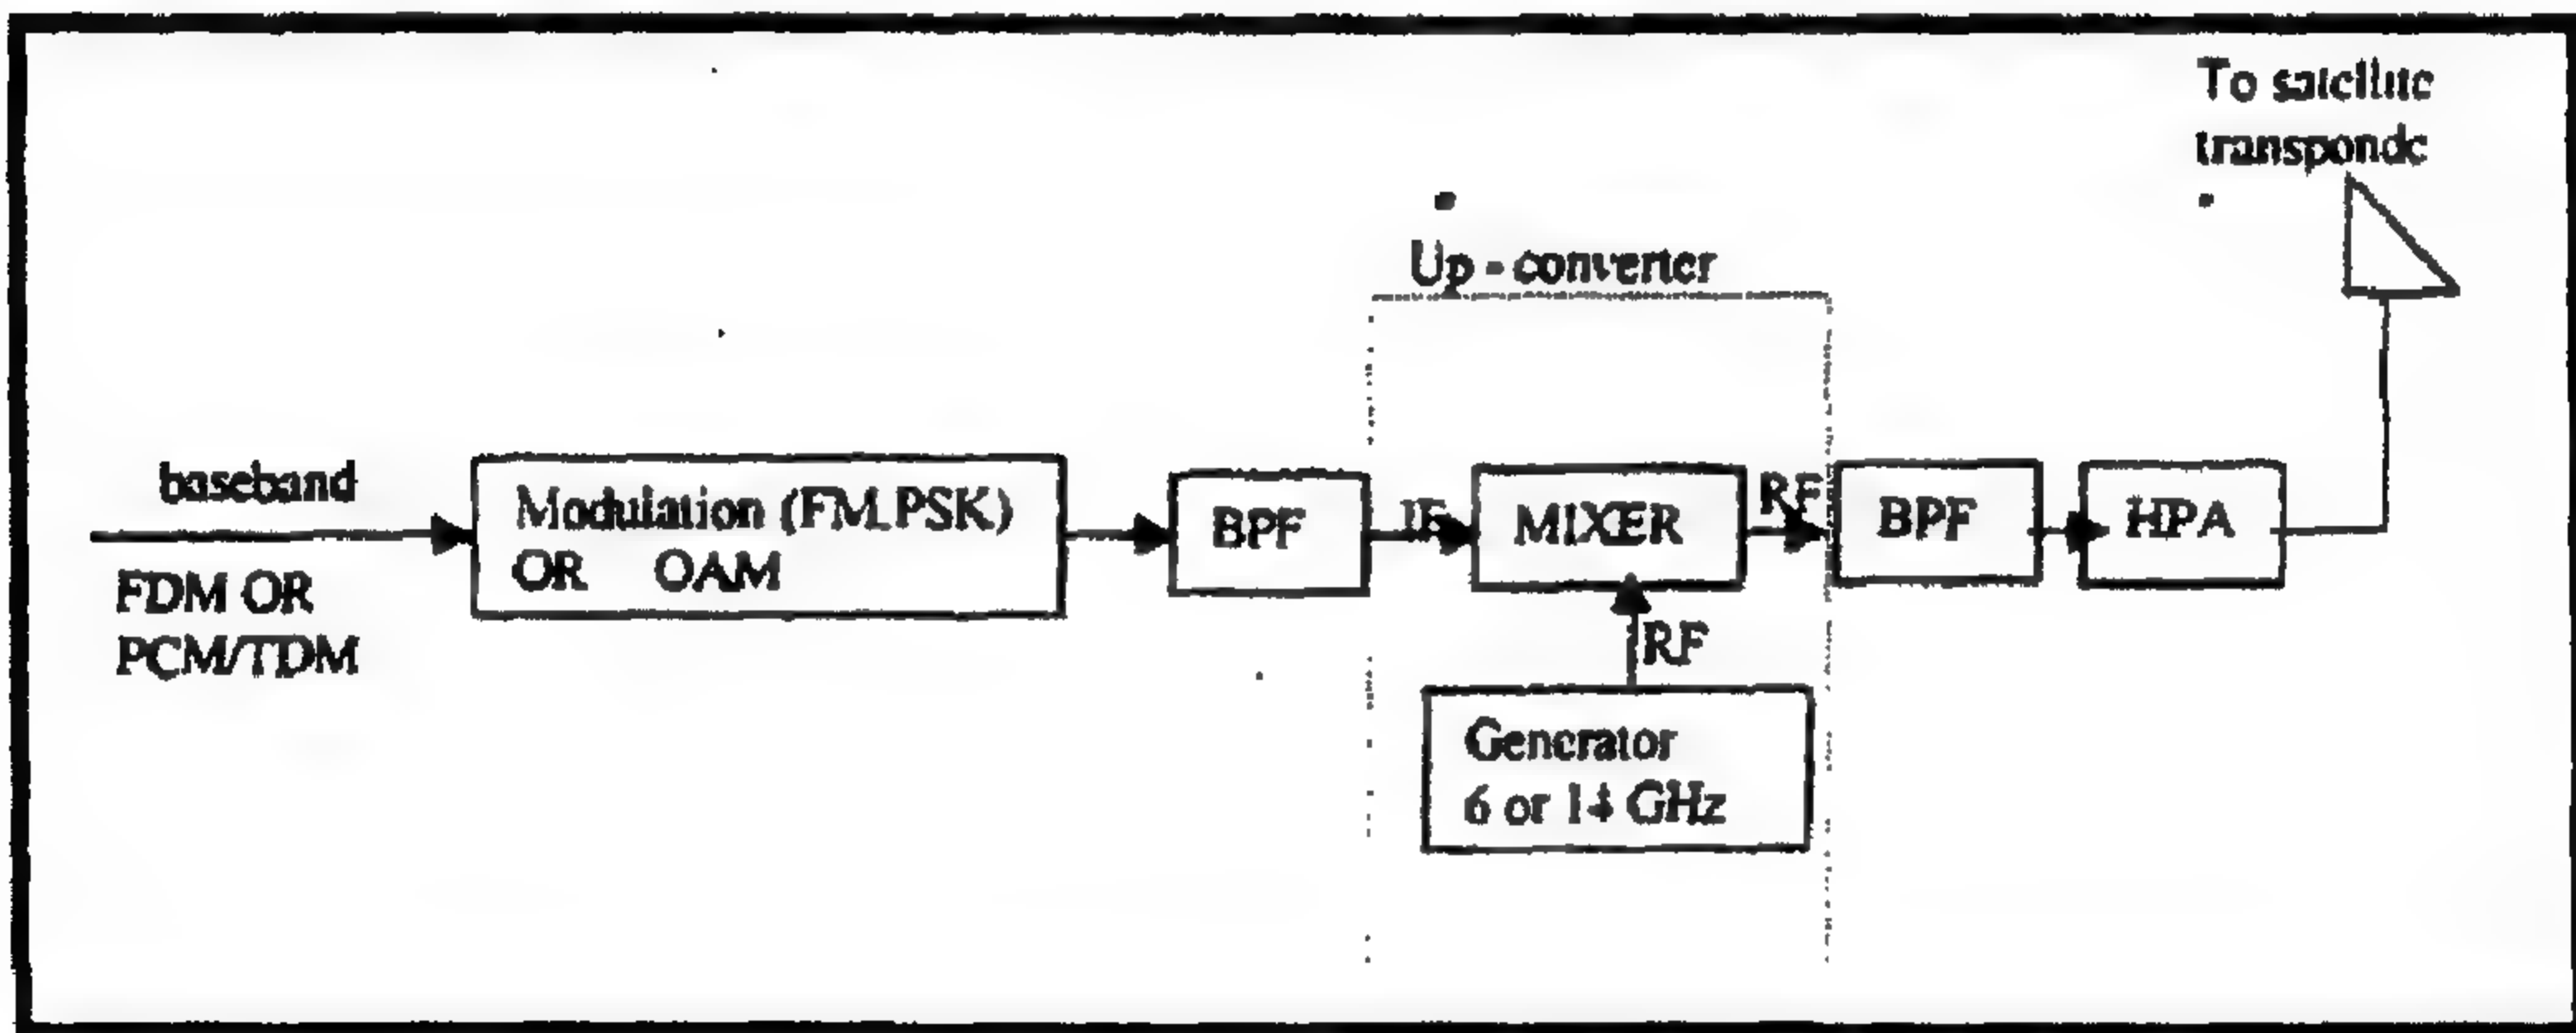 To satellite
transponde
Up - converter
baseband
FDM OR
PCM/TDM
Modulation (FM.PSK)
OR OAM
BPF
IF
MIXER
RF
BPF
HPA
RF
Generator
6 or 14 GHz